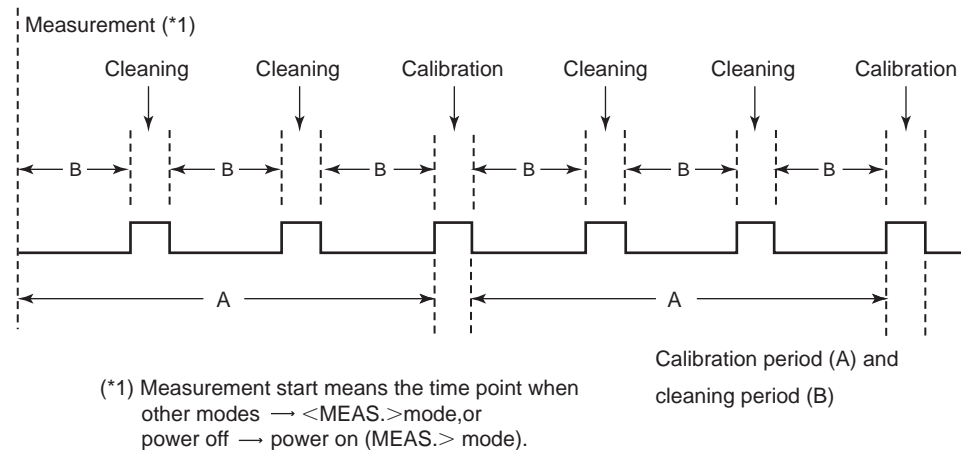 Measurement (*1)
Cleaning Cleaning Calibration Cleaning Cleaning Calibration
B B B B B B
A A
Calibration period (A) and
cleaning period (B)
(*1) Measurement start means the time point when
other modes → <MEAS.>mode,or
power off → power on (MEAS.> mode).